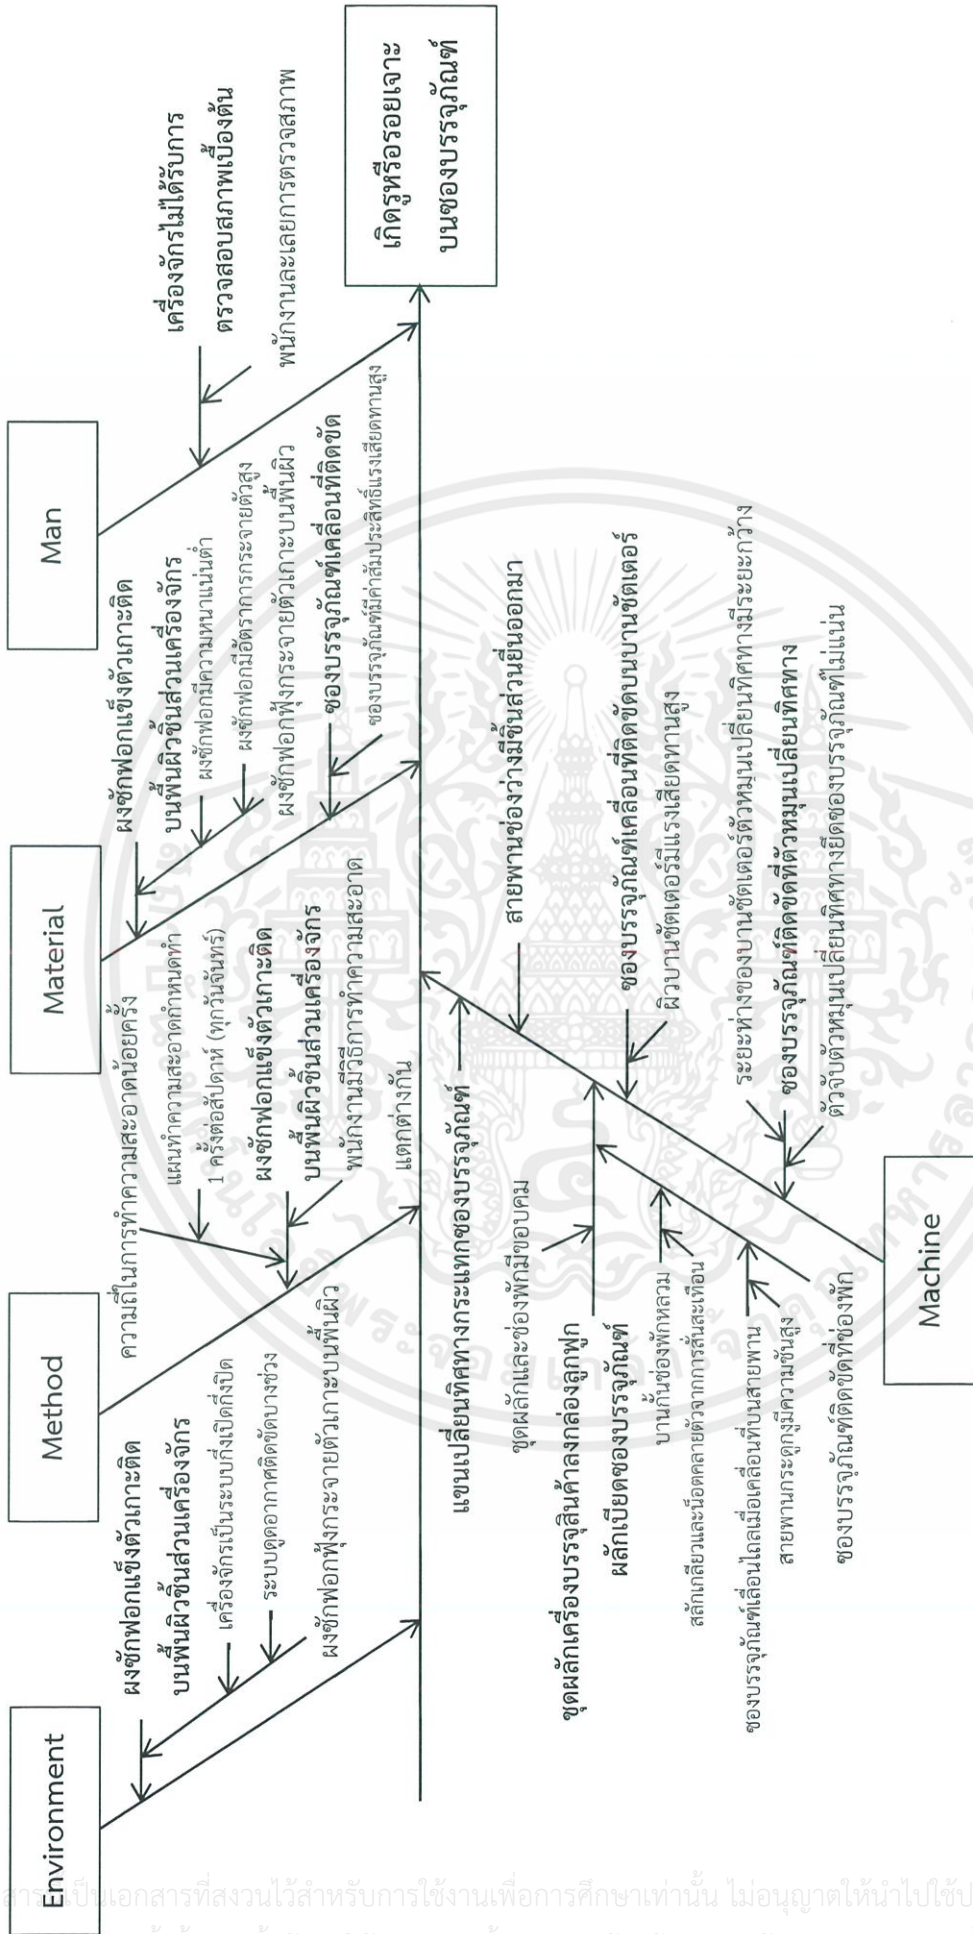 Environment
Method
Material
Man
ผงซักฟอกแข็งตัวเกาะติด
บนพื้นผิวชิ้นส่วนเครื่องจักร
เครื่องจักรเป็นระบบกึ่งเปิดกึ่งปิด
ระบบดูดอากาศติดขัดบางช่วง
ผงซักฟอกฟุ้งกระจายตัวเกาะบนพื้นผิว
ความถี่ในการทำความสะอาดน้อยครั้ง
แผนทำความสะอาดกำหนดทำ
1 ครั้งต่อสัปดาห์ (ทุกวันจันทร์)
ผงซักฟอกแข็งตัวเกาะติด
บนพื้นผิวชิ้นส่วนเครื่องจักร
พนักงานมีวิธีการทำความสะอาด
แตกต่างกัน
ผงซักฟอกแข็งตัวเกาะติด
บนพื้นผิวชิ้นส่วนเครื่องจักร
ผงซักฟอกมีความหนาแน่นต่ำ
ผงซักฟอกมีอัตราการกระจายตัวสูง
ผงซักฟอกฟุ้งกระจายตัวเกาะบนพื้นผิว
ซองบรรจุภัณฑ์เคลื่อนที่ติดขัด
ซองบรรจุภัณฑ์มีค่าสัมประสิทธิ์แรงเสียดทานสูง
เครื่องจักรไม่ได้รับการ
ตรวจสอบสภาพเบื้องต้น
พนักงานละเลยการตรวจสภาพ
เกิดรูหรือรอยเจาะ
บนซองบรรจุภัณฑ์
แขนเปลี่ยนทิศทางกระแทกซองบรรจุภัณฑ์
ชุดผลักและช่องพักมีขอบคม
ชุดผลักเครื่องบรรจุสินค้าลงกล่องลูกฟูก
ผลักเบียดซองบรรจุภัณฑ์
บานกั้นช่องพักหลวม
สลักเกลียวและน็อตคลายตัวจากการสั่นสะเทือน
ซองบรรจุภัณฑ์เลื่อนไถลเมื่อเคลื่อนที่บนสายพาน
สายพานกระดูกงูมีความชันสูง
ซองบรรจุภัณฑ์ติดขัดที่ช่องพัก
สายพานช่องว่างมีชิ้นส่วนยื่นออกมา
ซองบรรจุภัณฑ์เคลื่อนที่ติดขัดบนบานชัตเตอร์
ผิวบานชัตเตอร์มีแรงเสียดทานสูง
ระยะห่างของบานชัตเตอร์ตัวหมุนเปลี่ยนทิศทางมีระยะกว้าง
ซองบรรจุภัณฑ์ติดขัดที่ตัวหมุนเปลี่ยนทิศทาง
ตัวจับตัวหมุนเปลี่ยนทิศทางยึดซองบรรจุภัณฑ์ไม่แน่น
Machine